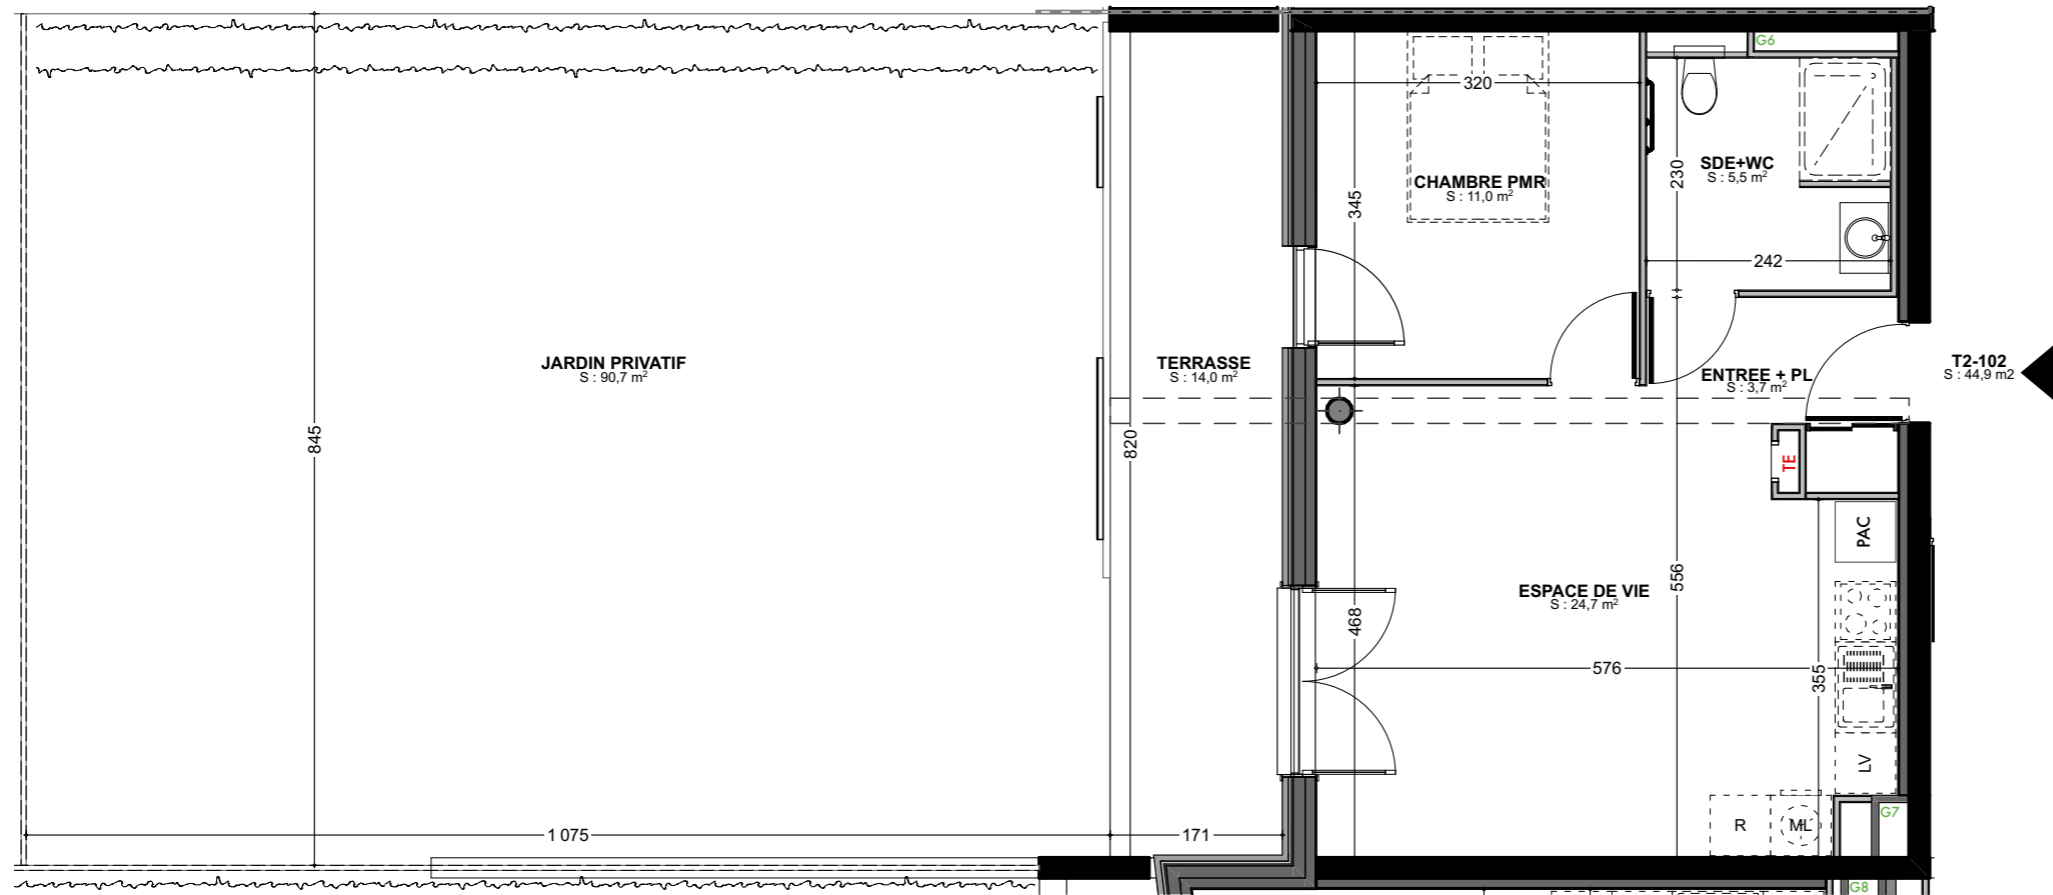 G6
320
CHAMBRE PMR
S : 11,0 m²
345
230
SDE+WC
S : 5,5 m²
242
JARDIN PRIVATIF
S : 90,7 m²
TERRASSE
S : 14,0 m²
ENTREE + PL
S : 3,7 m²
T2-102
S : 44,9 m2
845
820
TE
PAC
ESPACE DE VIE
S : 24,7 m²
556
468
576
355
LV
1 075
171
R
ML
G7
G8